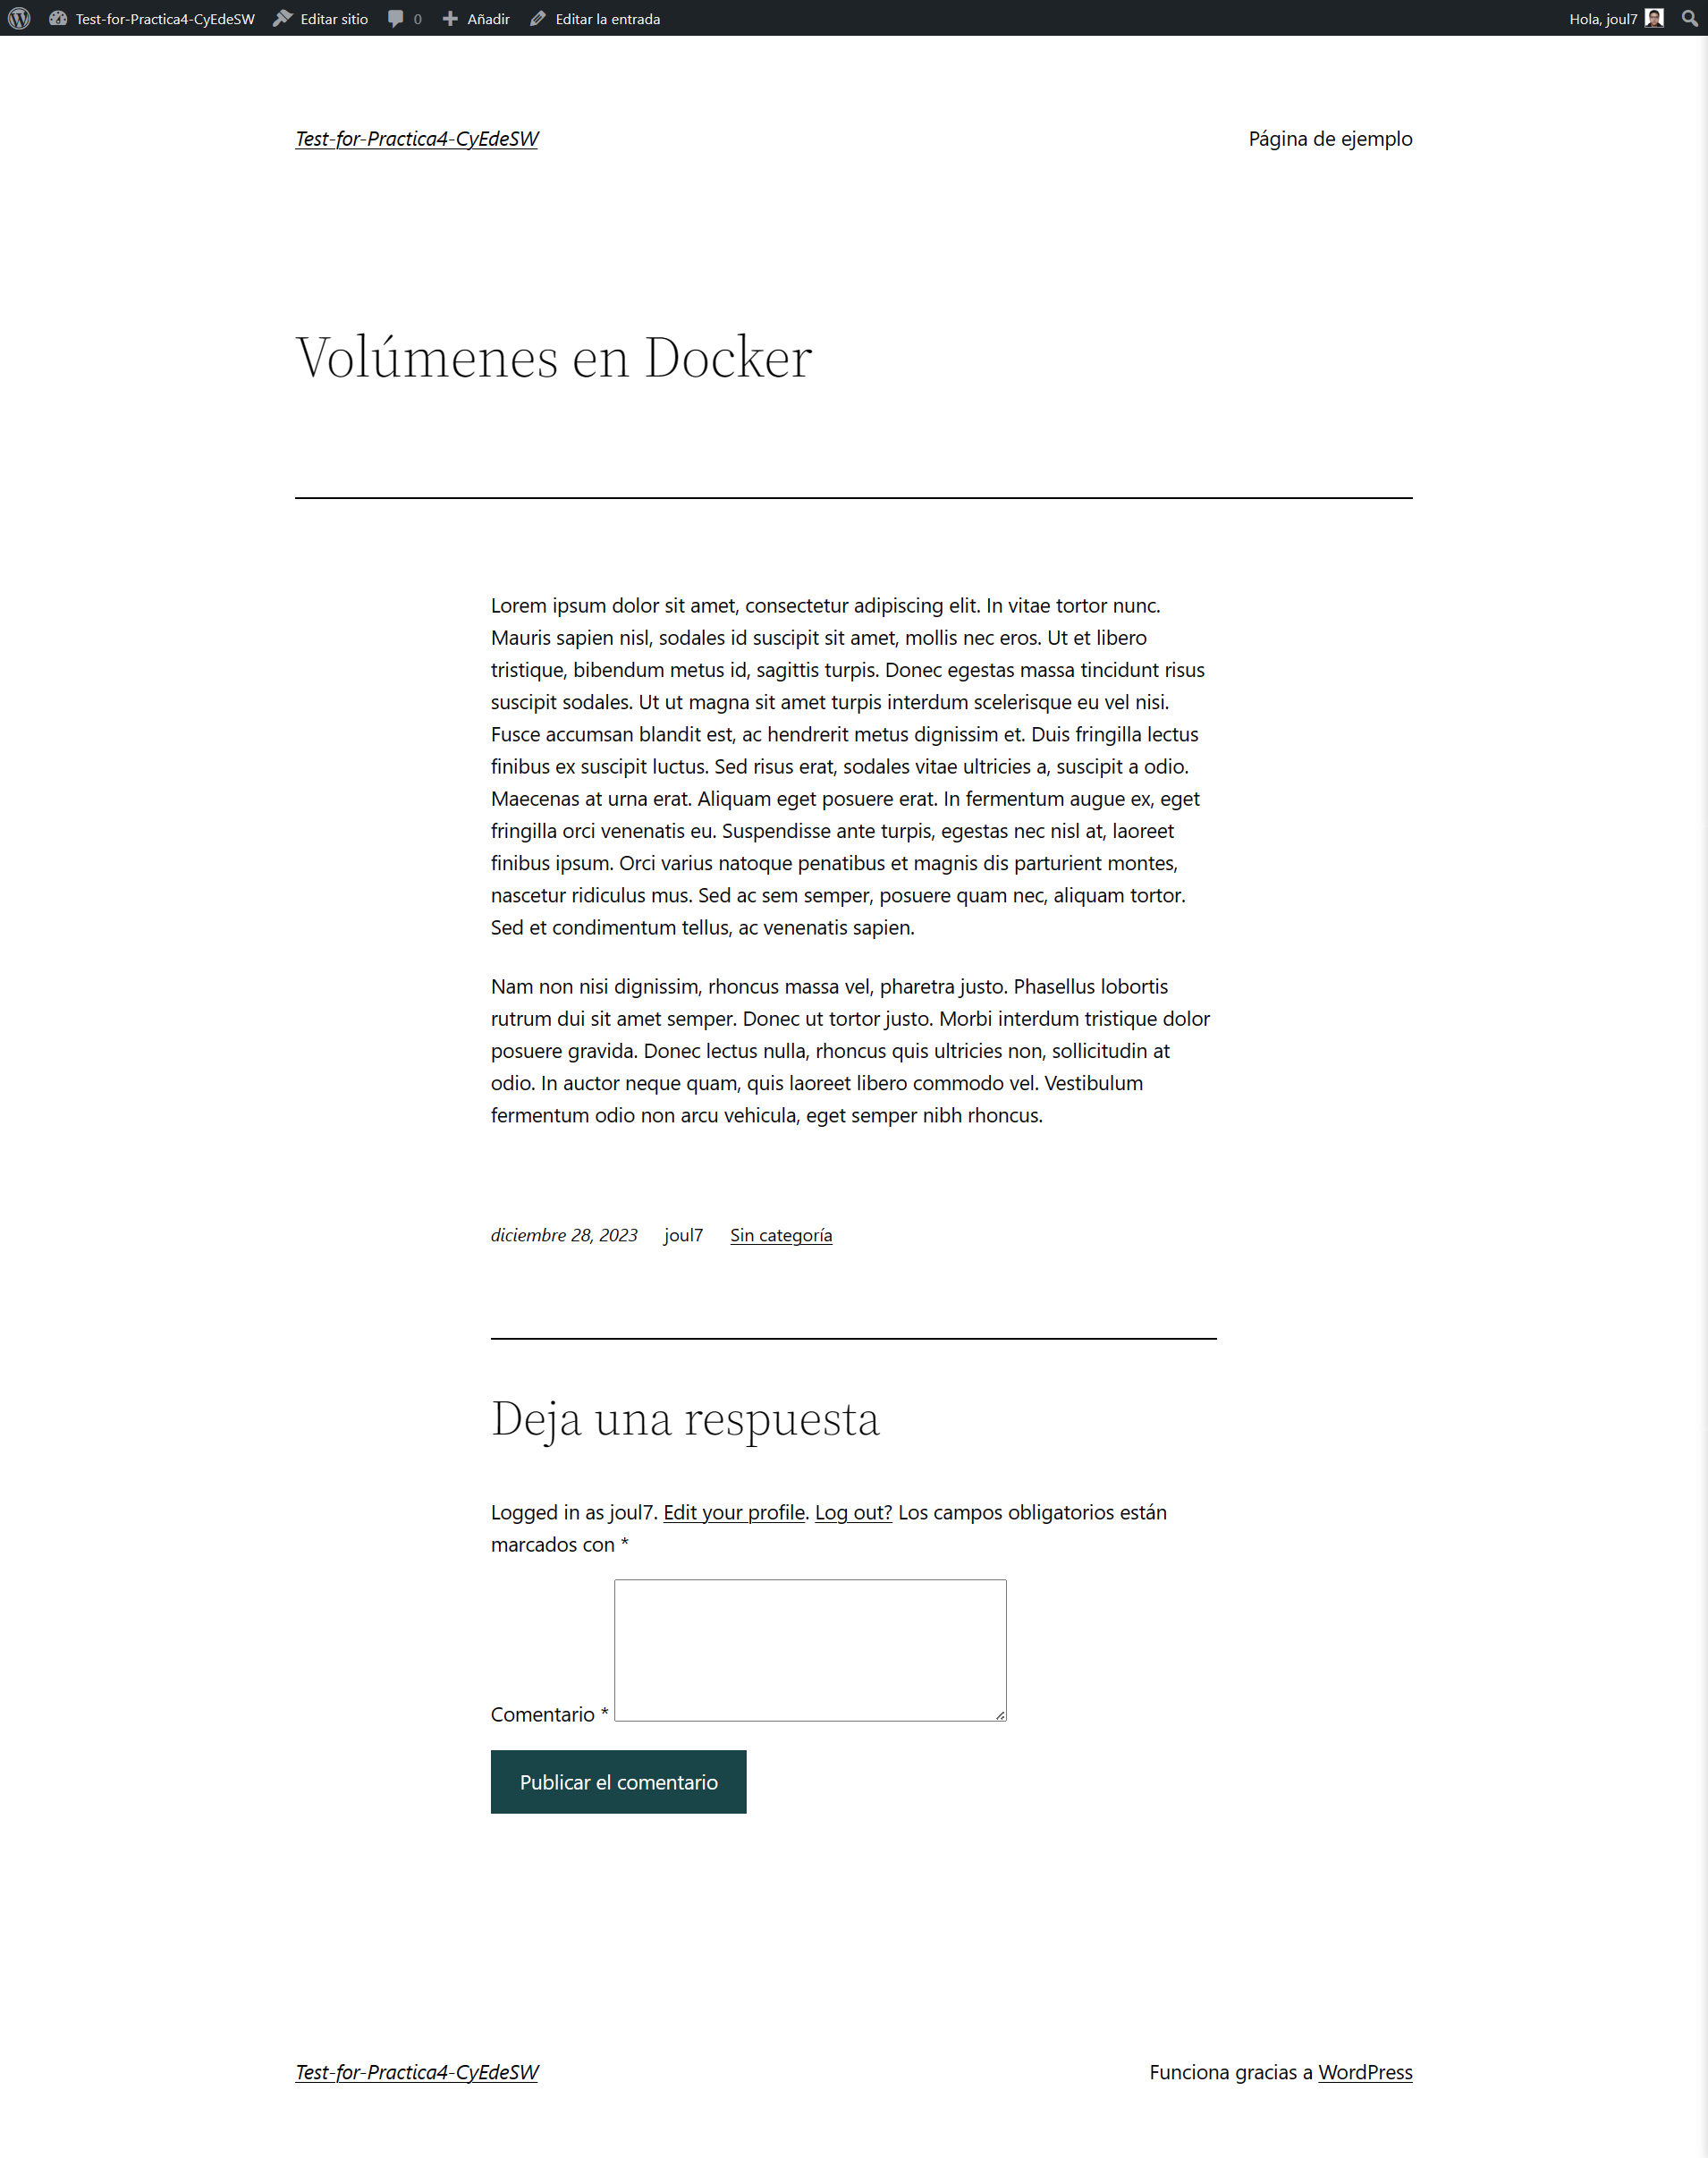 Test-for-Practica4-CyEdeSW Editar sitio 0 Añadir Editar la entrada Hola, joul7
Test-for-Practica4-CyEdeSW Página de ejemplo
Volúmenes en Docker
Lorem ipsum dolor sit amet, consectetur adipiscing elit. In vitae tortor nunc.
Mauris sapien nisl, sodales id suscipit sit amet, mollis nec eros. Ut et libero
tristique, bibendum metus id, sagittis turpis. Donec egestas massa tincidunt risus
suscipit sodales. Ut ut magna sit amet turpis interdum scelerisque eu vel nisi.
Fusce accumsan blandit est, ac hendrerit metus dignissim et. Duis fringilla lectus
finibus ex suscipit luctus. Sed risus erat, sodales vitae ultricies a, suscipit a odio.
Maecenas at urna erat. Aliquam eget posuere erat. In fermentum augue ex, eget
fringilla orci venenatis eu. Suspendisse ante turpis, egestas nec nisl at, laoreet
finibus ipsum. Orci varius natoque penatibus et magnis dis parturient montes,
nascetur ridiculus mus. Sed ac sem semper, posuere quam nec, aliquam tortor.
Sed et condimentum tellus, ac venenatis sapien.
Nam non nisi dignissim, rhoncus massa vel, pharetra justo. Phasellus lobortis
rutrum dui sit amet semper. Donec ut tortor justo. Morbi interdum tristique dolor
posuere gravida. Donec lectus nulla, rhoncus quis ultricies non, sollicitudin at
odio. In auctor neque quam, quis laoreet libero commodo vel. Vestibulum
fermentum odio non arcu vehicula, eget semper nibh rhoncus.
diciembre 28, 2023 joul7 Sin categoría
Deja una respuesta
Logged in as joul7. Edit your profile. Log out? Los campos obligatorios están
marcados con *
Comentario *
Publicar el comentario
Test-for-Practica4-CyEdeSW Funciona gracias a WordPress